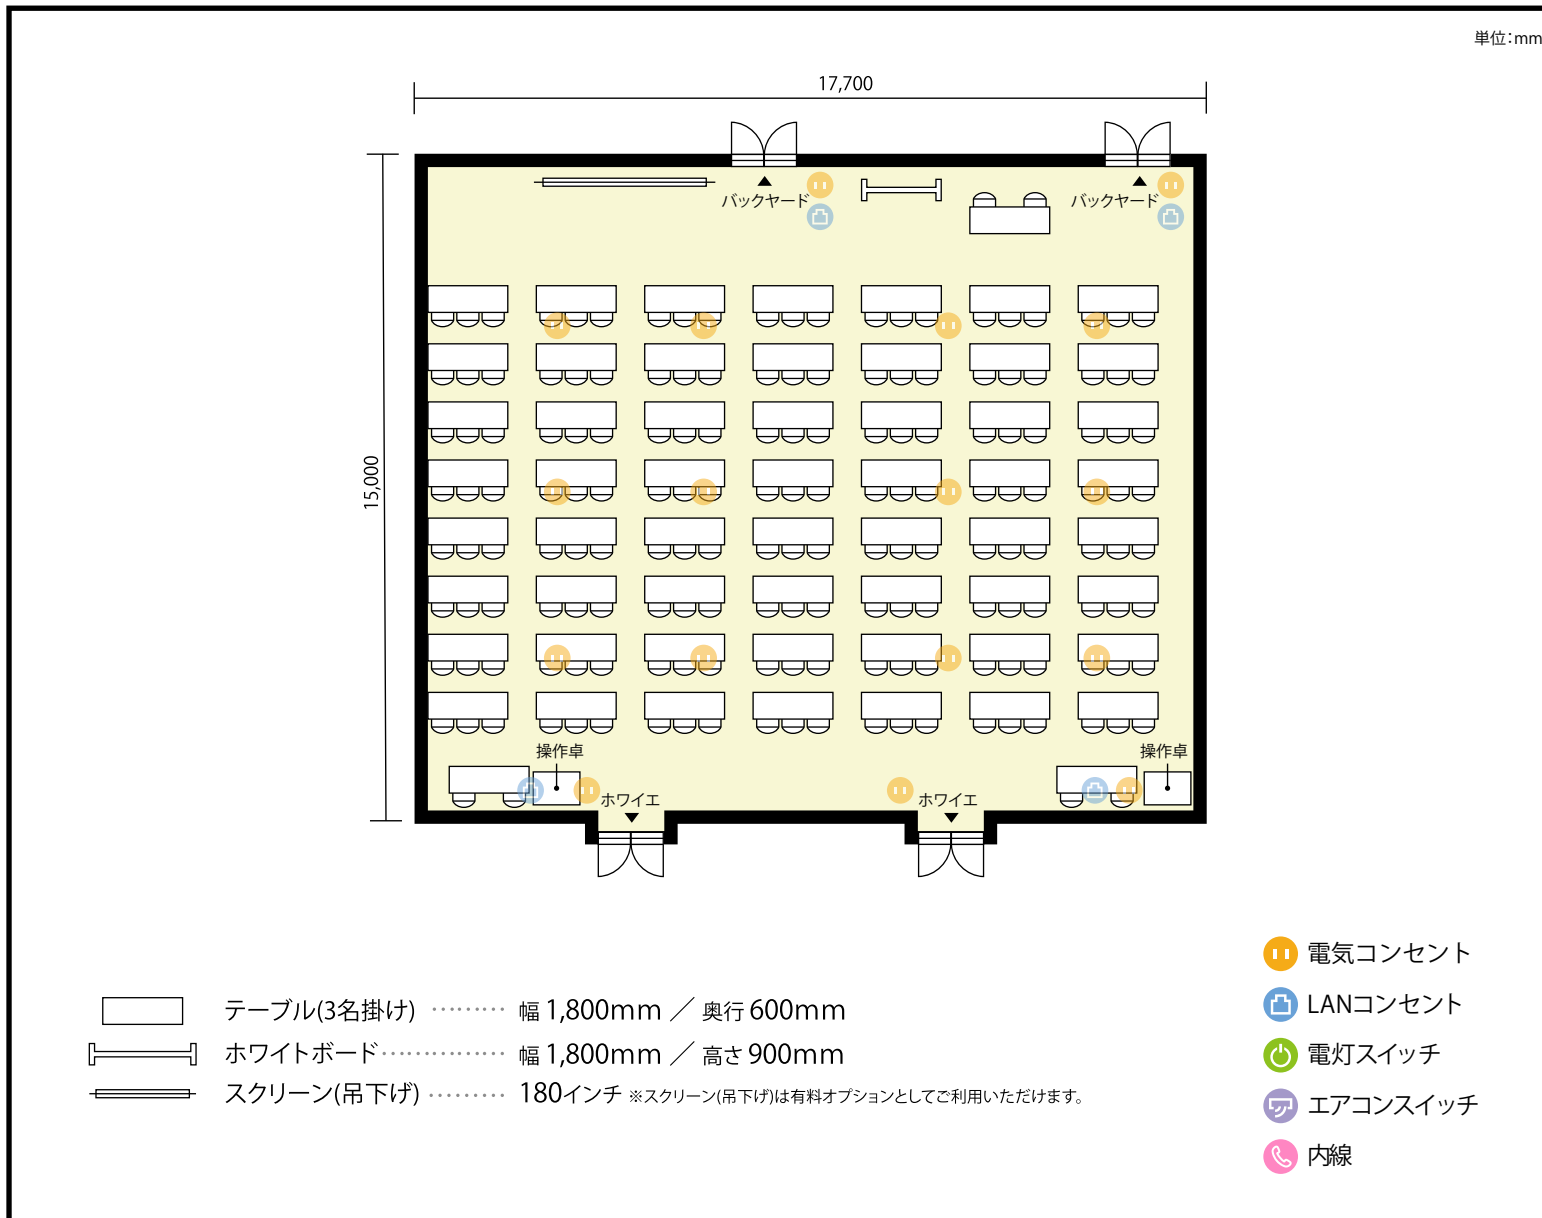 単位:mm
17,700
15,000
バックヤード
バックヤード
操作卓
操作卓
ホワイエ
ホワイエ
テーブル(3名掛け) ········· 幅 1,800mm ／ 奥行 600mm
ホワイトボード··············· 幅 1,800mm ／ 高さ 900mm
スクリーン(吊下げ) ········· 180インチ ※スクリーン(吊下げ)は有料オプションとしてご利用いただけます。
電気コンセント
LANコンセント
電灯スイッチ
エアコンスイッチ
内線